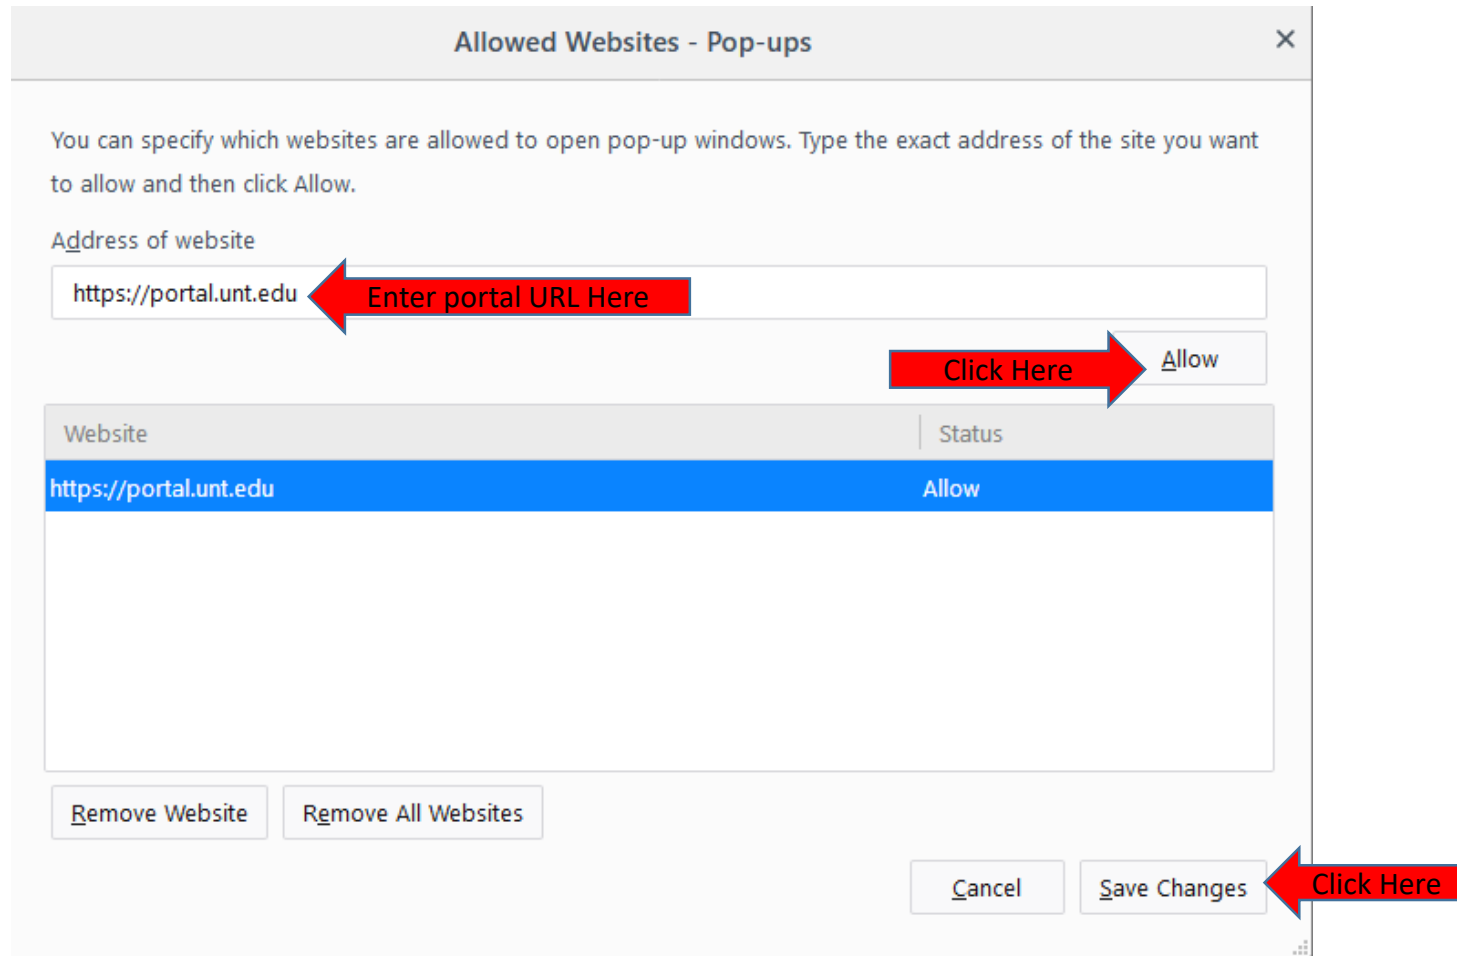 Allowed Websites - Pop-ups
You can specify which websites are allowed to open pop-up windows. Type the exact address of the site you want
to allow and then click Allow.
Address of website
https://portal.unt.edu
Enter portal URL Here
Click Here
Allow
Website
Status
https://portal.unt.edu
Allow
Remove Website
Remove All Websites
Cancel
Save Changes
Click Here